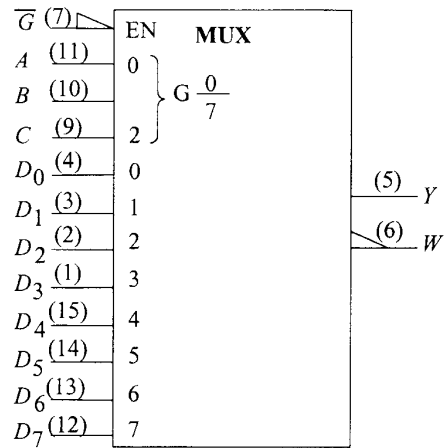 G̅ (7) EN MUX
A (11) 0
B (10) G 0/7
C (9) 2
D₀ (4) 0
(5) Y
D₁ (3) 1
D₂ (2) 2 (6) W
D₃ (1) 3
D₄ (15) 4
D₅ (14) 5
D₆ (13) 6
D₇ (12) 7